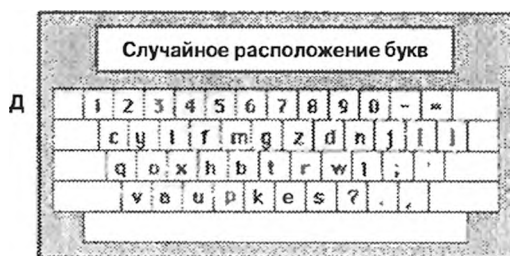 Случайное расположение букв
Д
1 2 3 4 5 6 7 8 9 0 - =
c y i f m g z d n j [ ]
q o x h b t r w l ; '
v a u p k e s ? . ,